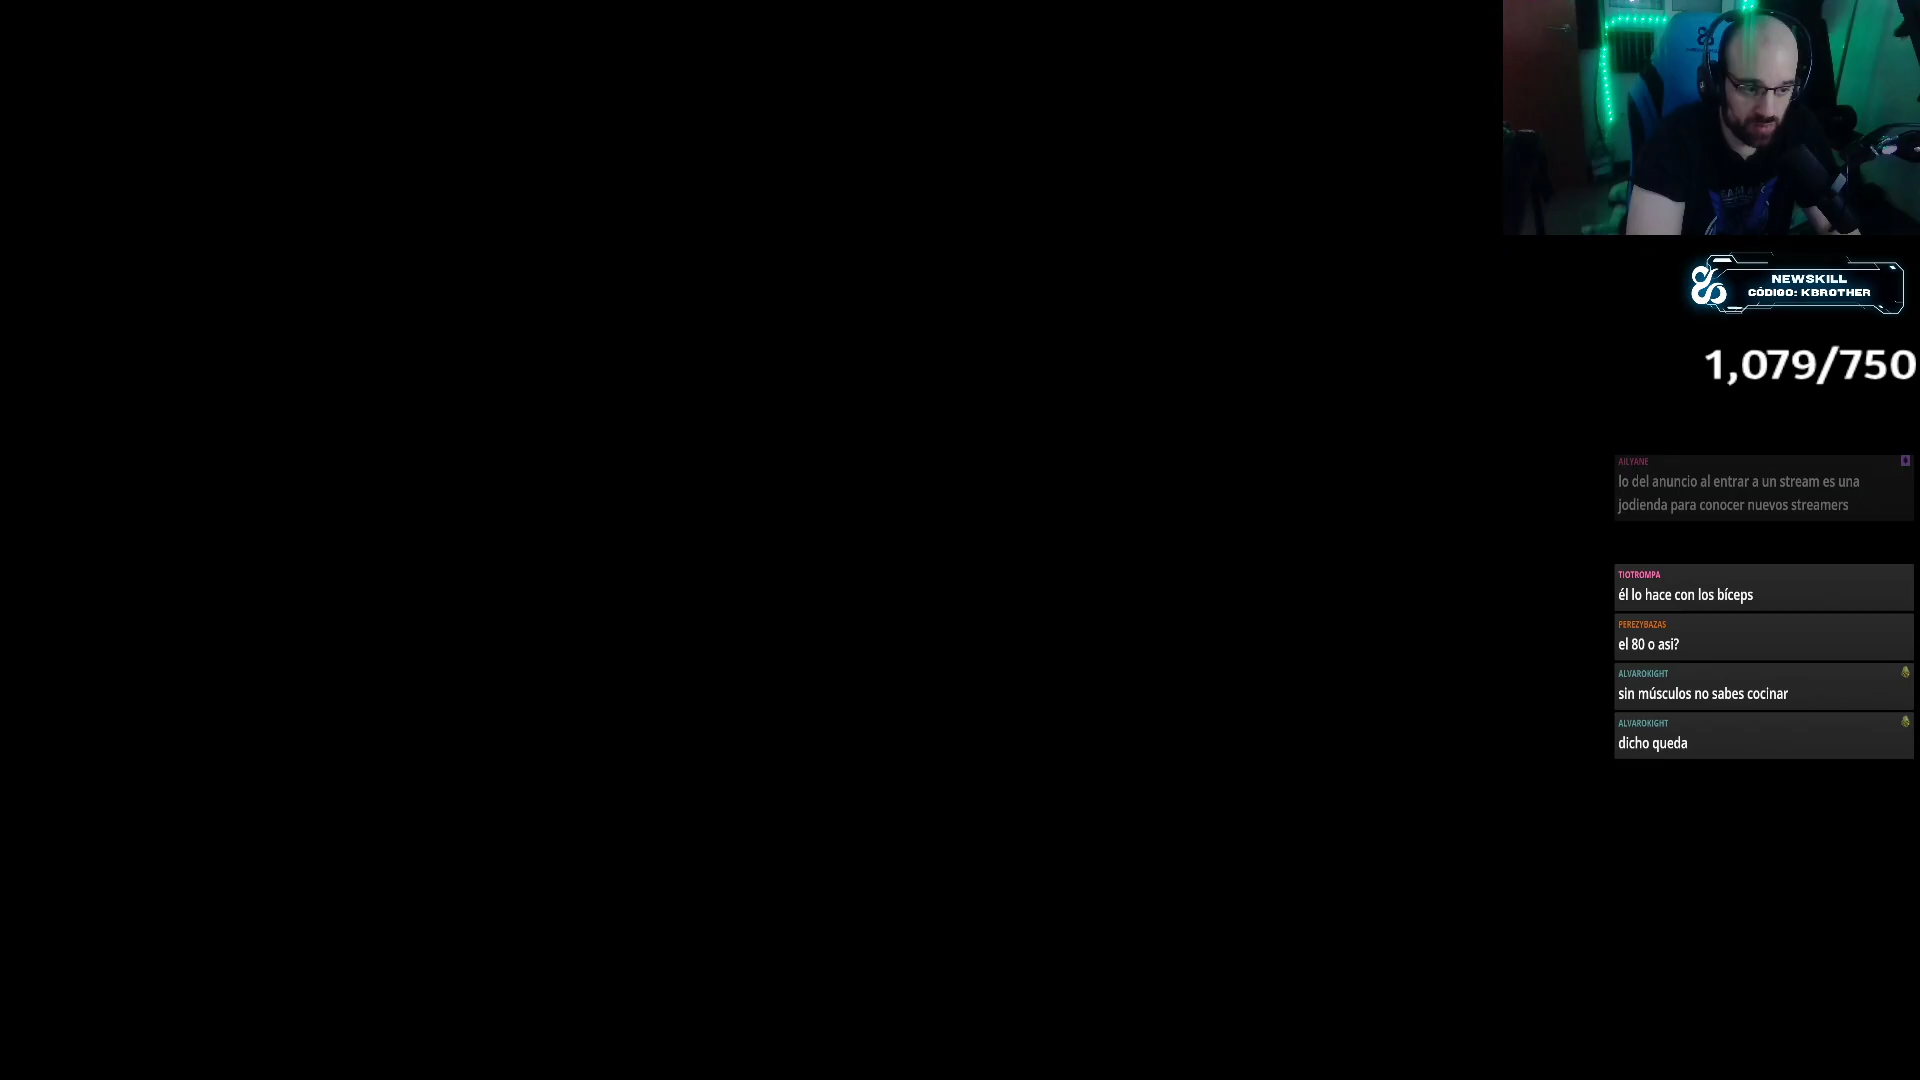 NEWSKILL
CÓDIGO: KBROTHER
1,079/750
AILYANE
lo del anuncio al entrar a un stream es una
jodienda para conocer nuevos streamers
TIOTROMPA
él lo hace con los bíceps
PEREZYBAZAS
el 80 o asi?
ALVAROKIGHT
sin músculos no sabes cocinar
ALVAROKIGHT
dicho queda